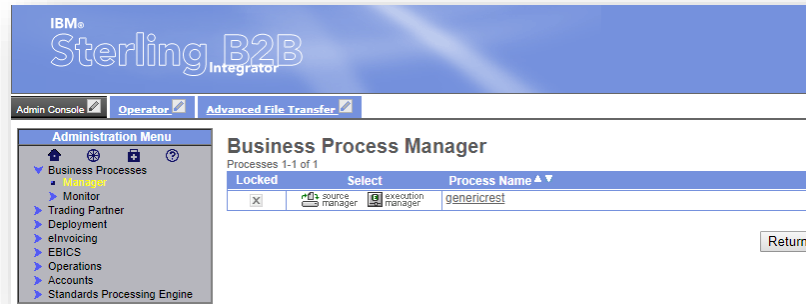 IBM®
Sterling B2B Integrator
Admin Console Operator Advanced File Transfer
Administration Menu
Business Processes
Manager
Monitor
Trading Partner
Deployment
eInvoicing
EBICS
Operations
Accounts
Standards Processing Engine
Business Process Manager
Processes 1-1 of 1
Locked Select Process Name
source manager execution manager genericrest
Return